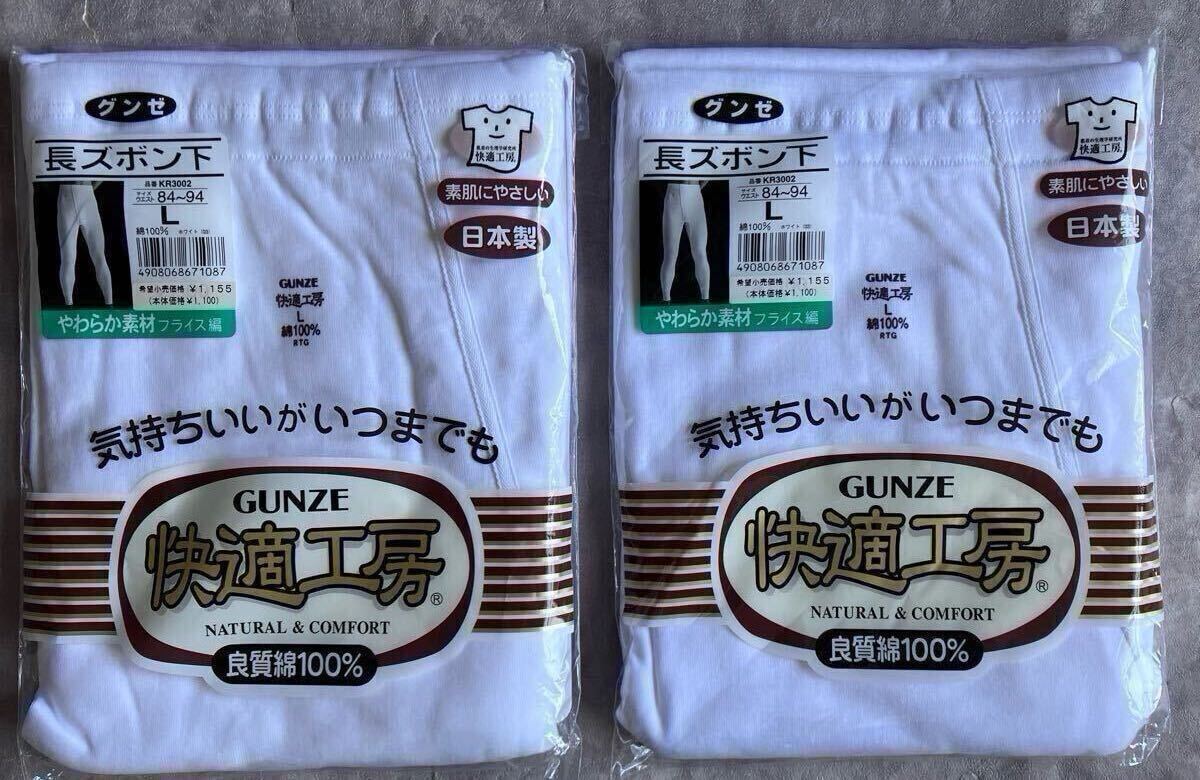 グンゼ
長ズボン下
品番 KR3002
サイズ ウエスト 84~94
L
綿100% ホワイト (03)
4908068671087
希望小売価格 ¥1,155
(本体価格 ¥1,100)
やわらか素材 フライス編
快適工房®
素肌にやさしい
日本製
GUNZE
快適工房
L
綿100%
RTG
気持ちいいがいつまでも
GUNZE
快適工房®
NATURAL & COMFORT
良質綿100%
グンゼ
長ズボン下
品番 KR3002
サイズ ウエスト 84~94
L
綿100% ホワイト (03)
4908068671087
希望小売価格 ¥1,155
(本体価格 ¥1,100)
やわらか素材 フライス編
快適工房®
素肌にやさしい
日本製
GUNZE
快適工房
L
綿100%
RTG
気持ちいいがいつまでも
GUNZE
快適工房®
NATURAL & COMFORT
良質綿100%